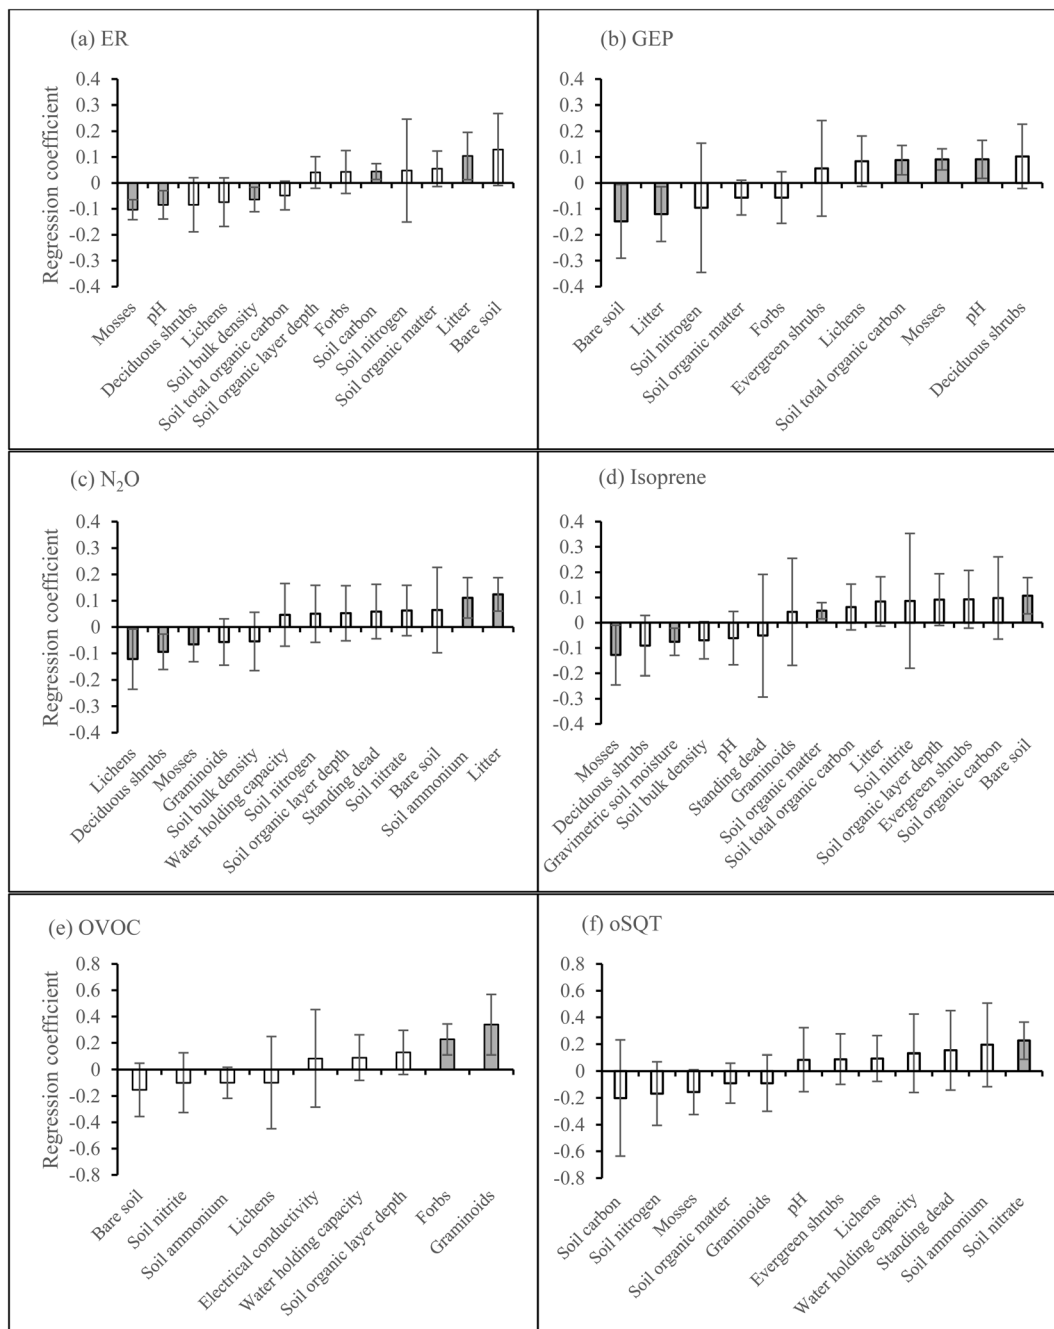 (a) ER
Regression coefficient
0.4
0.3
0.2
0.1
0
-0.1
-0.2
-0.3
-0.4
Mosses
pH
Deciduous shrubs
Lichens
Soil bulk density
Soil total organic carbon
Soil organic layer depth
Forbs
Soil carbon
Soil nitrogen
Soil organic matter
Litter
Bare soil
(b) GEP
0.4
0.3
0.2
0.1
0
-0.1
-0.2
-0.3
-0.4
Bare soil
Litter
Soil nitrogen
Soil organic matter
Forbs
Evergreen shrubs
Lichens
Soil total organic carbon
Mosses
pH
Deciduous shrubs
(c) N₂O
Regression coefficient
0.4
0.3
0.2
0.1
0
-0.1
-0.2
-0.3
-0.4
Lichens
Deciduous shrubs
Mosses
Graminoids
Soil bulk density
Water holding capacity
Soil nitrogen
Soil organic layer depth
Standing dead
Soil nitrate
Bare soil
Soil ammonium
Litter
(d) Isoprene
0.4
0.3
0.2
0.1
0
-0.1
-0.2
-0.3
-0.4
Mosses
Deciduous shrubs
Gravimetric soil moisture
Soil bulk density
pH
Standing dead
Graminoids
Soil organic matter
Soil total organic carbon
Litter
Soil nitrite
Soil organic layer depth
Evergreen shrubs
Soil organic carbon
Bare soil
(e) OVOC
Regression coefficient
0.8
0.6
0.4
0.2
0
-0.2
-0.4
-0.6
-0.8
Bare soil
Soil nitrite
Soil ammonium
Lichens
Electrical conductivity
Water holding capacity
Soil organic layer depth
Forbs
Graminoids
(f) oSQT
0.8
0.6
0.4
0.2
0
-0.2
-0.4
-0.6
-0.8
Soil carbon
Soil nitrogen
Mosses
Soil organic matter
Graminoids
pH
Evergreen shrubs
Lichens
Water holding capacity
Standing dead
Soil ammonium
Soil nitrate